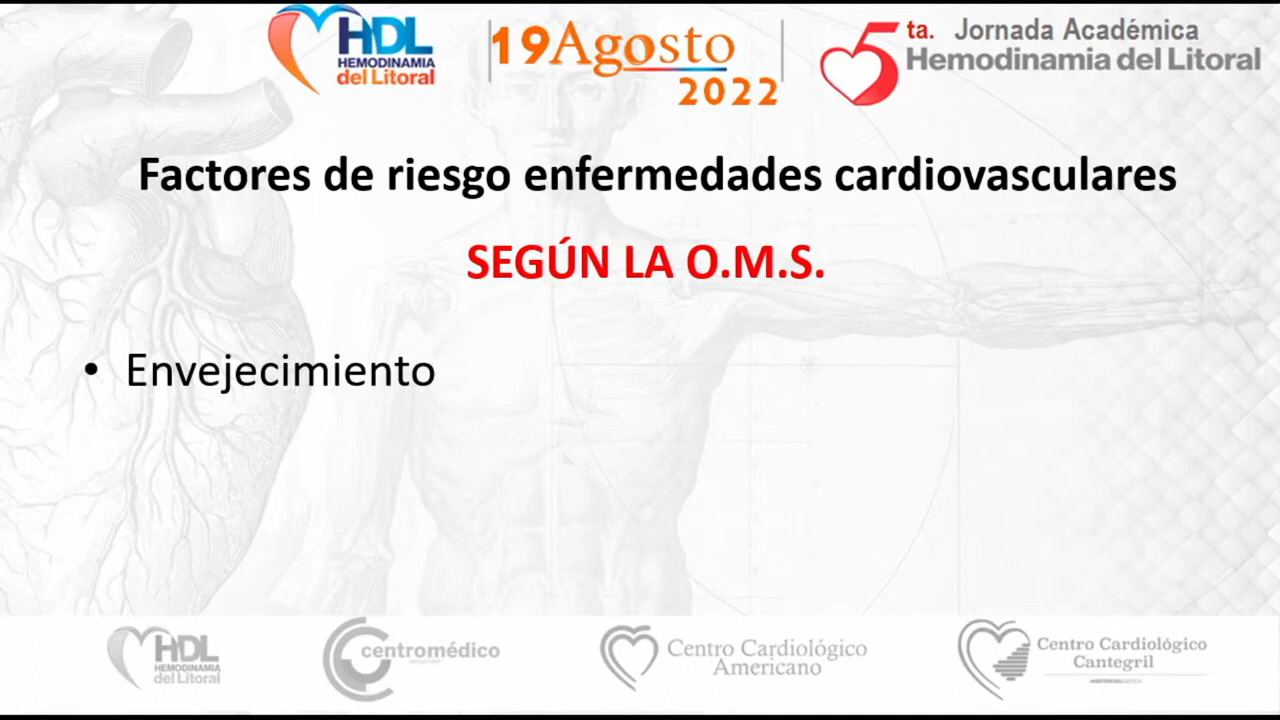 HDL
HEMODINAMIA
del Litoral
19Agosto
2022
5ta. Jornada Académica
Hemodinamia del Litoral
Factores de riesgo enfermedades cardiovasculares
SEGÚN LA O.M.S.
• Envejecimiento
HDL
HEMODINAMIA
del Litoral
centromédico
Centro Cardiológico
Americano
Centro Cardiológico
Cantegril